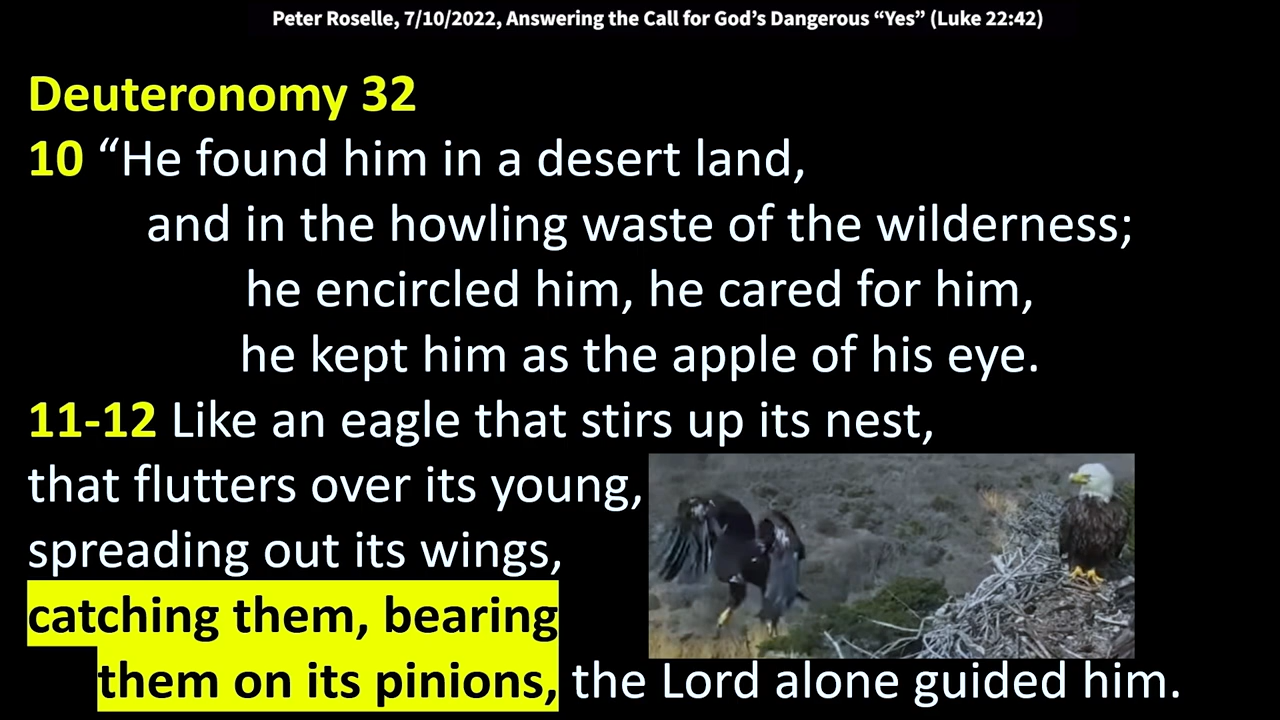 Peter Roselle, 7/10/2022, Answering the Call for God’s Dangerous “Yes” (Luke 22:42)
Deuteronomy 32
10 “He found him in a desert land,
and in the howling waste of the wilderness;
he encircled him, he cared for him,
he kept him as the apple of his eye.
11-12 Like an eagle that stirs up its nest,
that flutters over its young,
spreading out its wings,
catching them, bearing
them on its pinions, the Lord alone guided him.